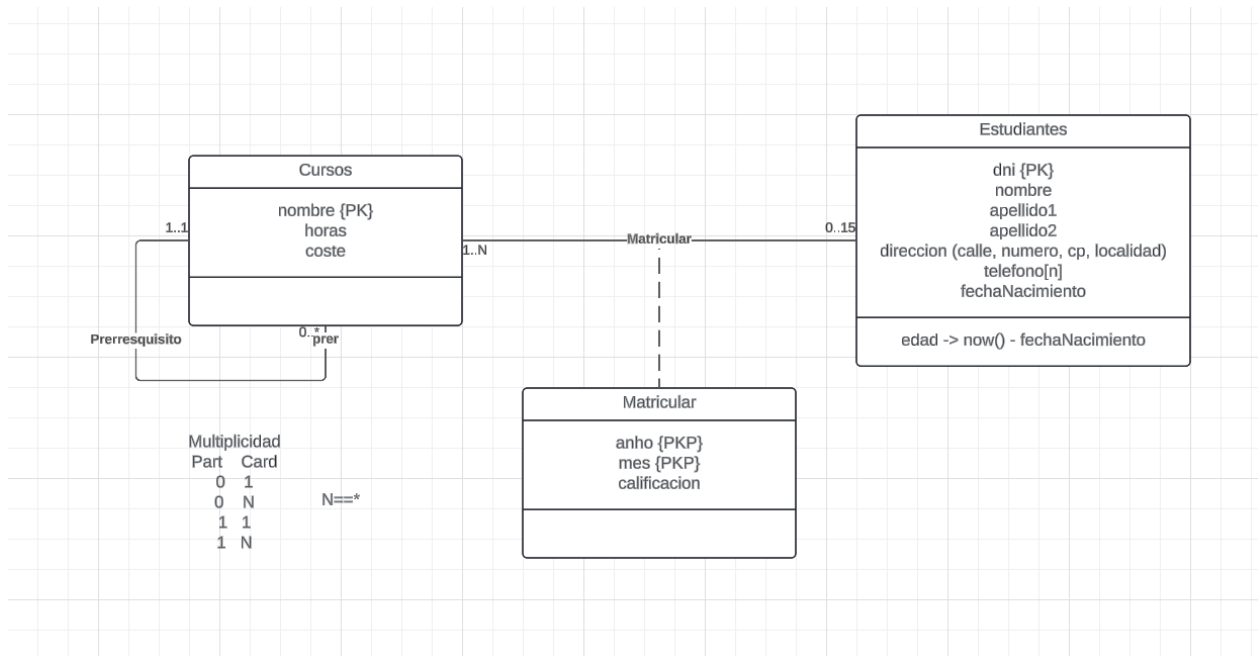 Cursos
nombre {PK}
horas
coste
1..1
1..N
Prerresquisito
0..*
prer
Matricular
0..15
Estudiantes
dni {PK}
nombre
apellido1
apellido2
direccion (calle, numero, cp, localidad)
telefono[n]
fechaNacimiento
edad -> now() - fechaNacimiento
Matricular
anho {PKP}
mes {PKP}
calificacion
Multiplicidad
Part Card
0 1
0 N
1 1
1 N
N==*